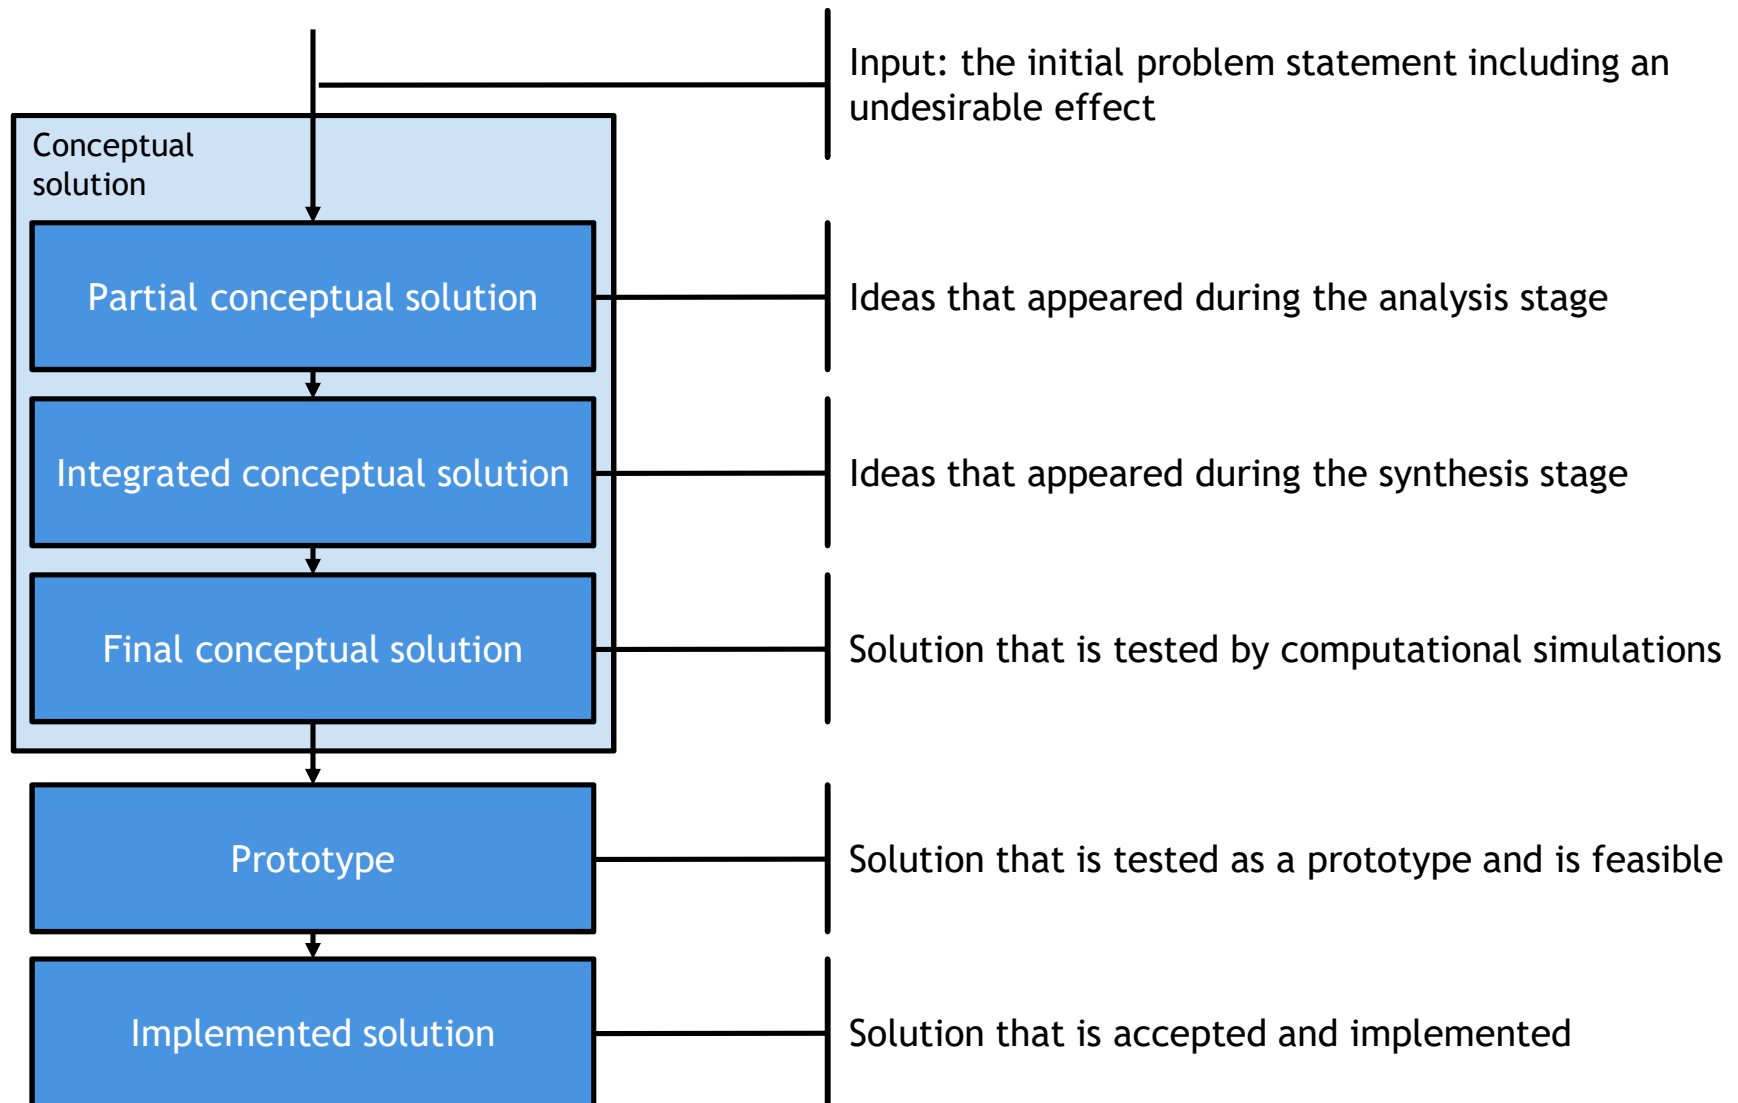 Input: the initial problem statement including an
undesirable effect
Conceptual
solution
Partial conceptual solution
Ideas that appeared during the analysis stage
Integrated conceptual solution
Ideas that appeared during the synthesis stage
Final conceptual solution
Solution that is tested by computational simulations
Prototype
Solution that is tested as a prototype and is feasible
Implemented solution
Solution that is accepted and implemented